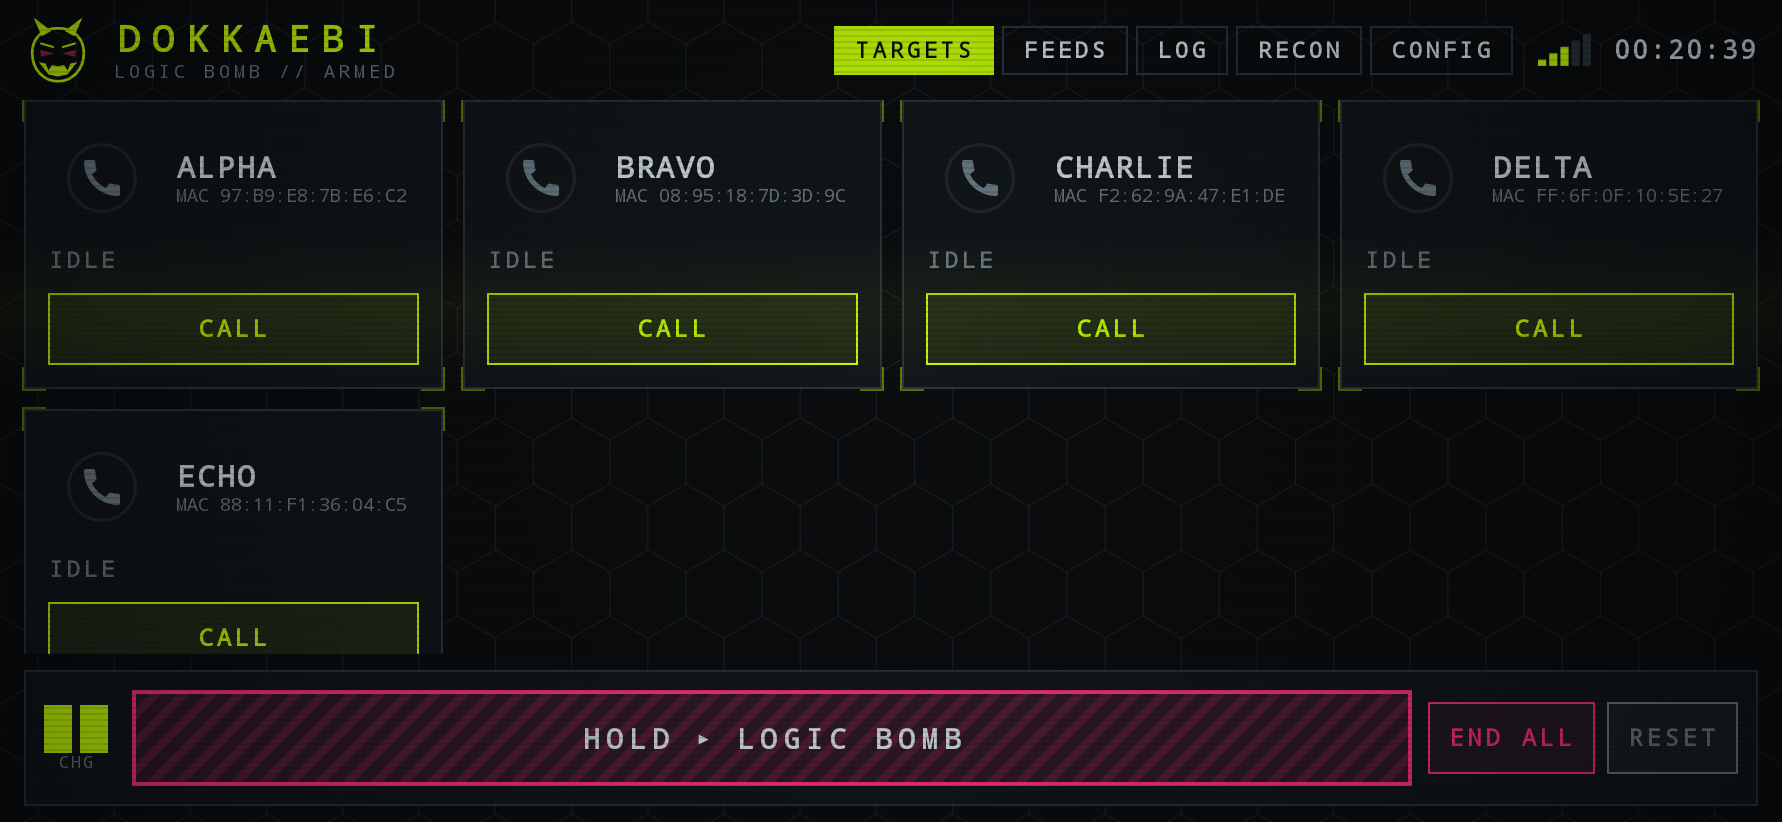 DOKKAEBI
LOGIC BOMB // ARMED
TARGETS
FEEDS
LOG
RECON
CONFIG
00:20:39
ALPHA
MAC 97:B9:E8:7B:E6:C2
IDLE
CALL
BRAVO
MAC 08:95:18:7D:3D:9C
IDLE
CALL
CHARLIE
MAC F2:62:9A:47:E1:DE
IDLE
CALL
DELTA
MAC FF:6F:0F:10:5E:27
IDLE
CALL
ECHO
MAC 88:11:F1:36:04:C5
IDLE
CALL
CHG
HOLD ▸ LOGIC BOMB
END ALL
RESET